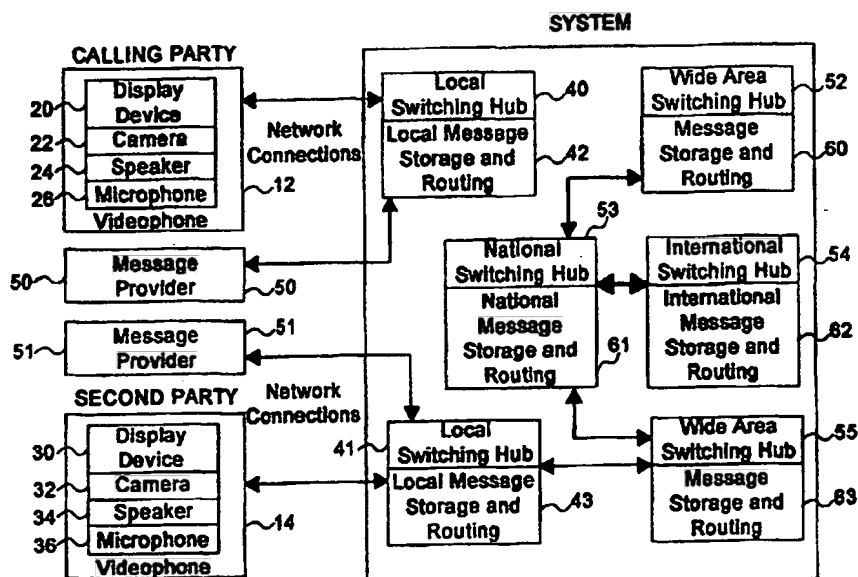 SYSTEM
CALLING PARTY
20
Display
Device
22
Camera
24
Speaker
26
Microphone
Videophone
12
Network
Connections
Local
Switching Hub
40
Local Message
Storage and
Routing
42
Wide Area
Switching Hub
52
Message
Storage and
Routing
60
50
Message
Provider
50
51
Message
Provider
51
53
National
Switching Hub
National
Message
Storage and
Routing
61
International
Switching Hub
54
International
Message
Storage and
Routing
62
SECOND PARTY
Network
Connections
30
Display
Device
32
Camera
34
Speaker
36
Microphone
Videophone
14
41
Local
Switching Hub
Local Message
Storage and
Routing
43
Wide Area
Switching Hub
55
Message
Storage and
Routing
63